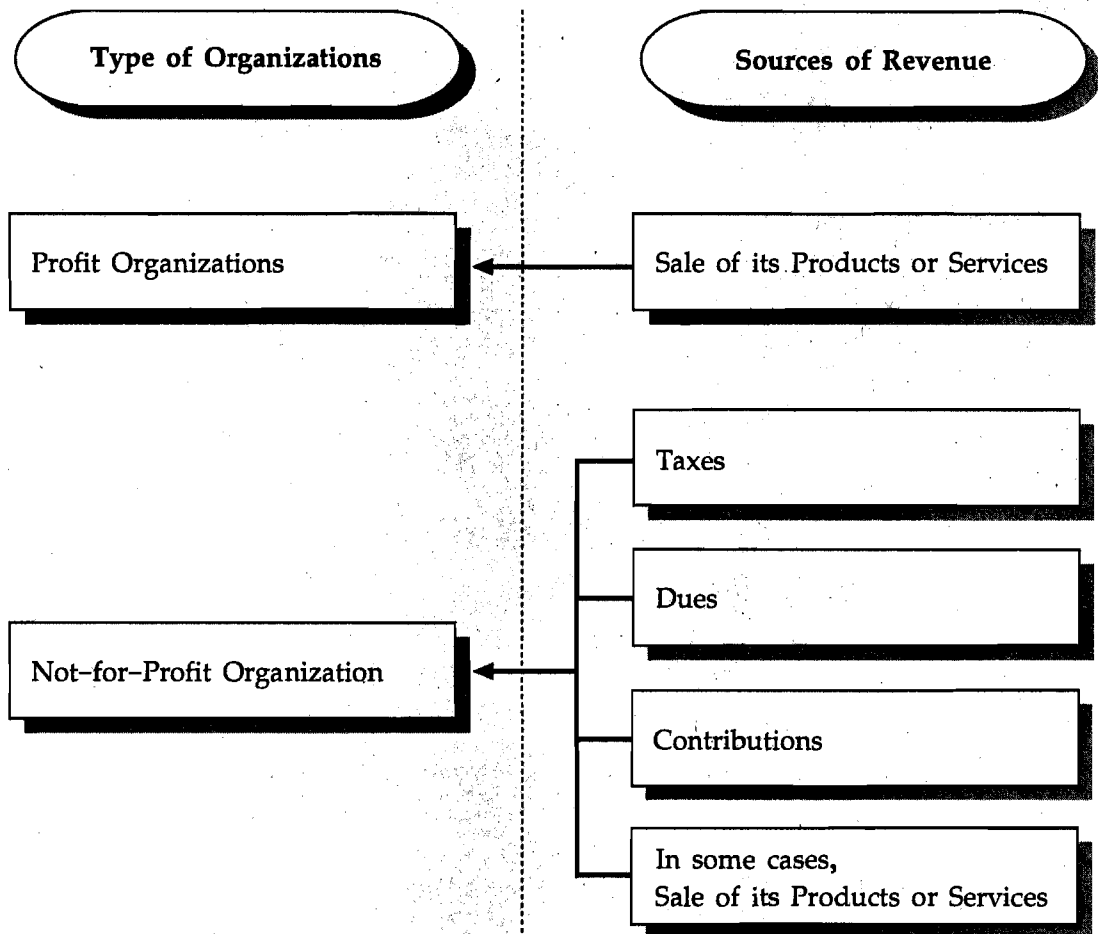 Type of Organizations
Sources of Revenue
Profit Organizations
Sale of its Products or Services
Taxes
Dues
Not–for–Profit Organization
Contributions
In some cases,
Sale of its Products or Services